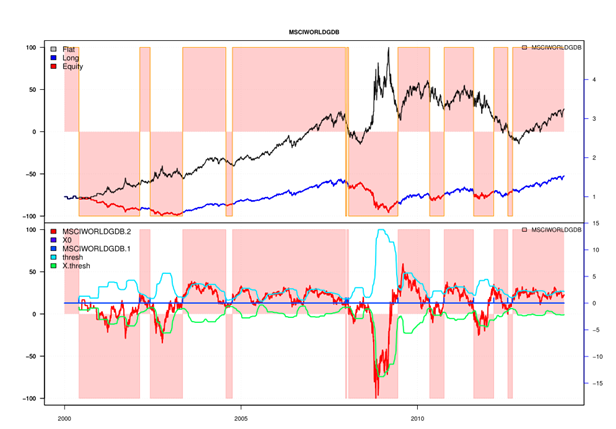 MSCIWORLDGDB
MSCIWORLDGDB
Flat
Long
Equity
100
50
0
−50
−100
4
3
2
1
MSCIWORLDGDB
MSCIWORLDGDB.2
X0
MSCIWORLDGDB.1
thresh
X.thresh
100
50
0
−50
−100
15
10
5
0
−5
−10
−15
2000
2005
2010